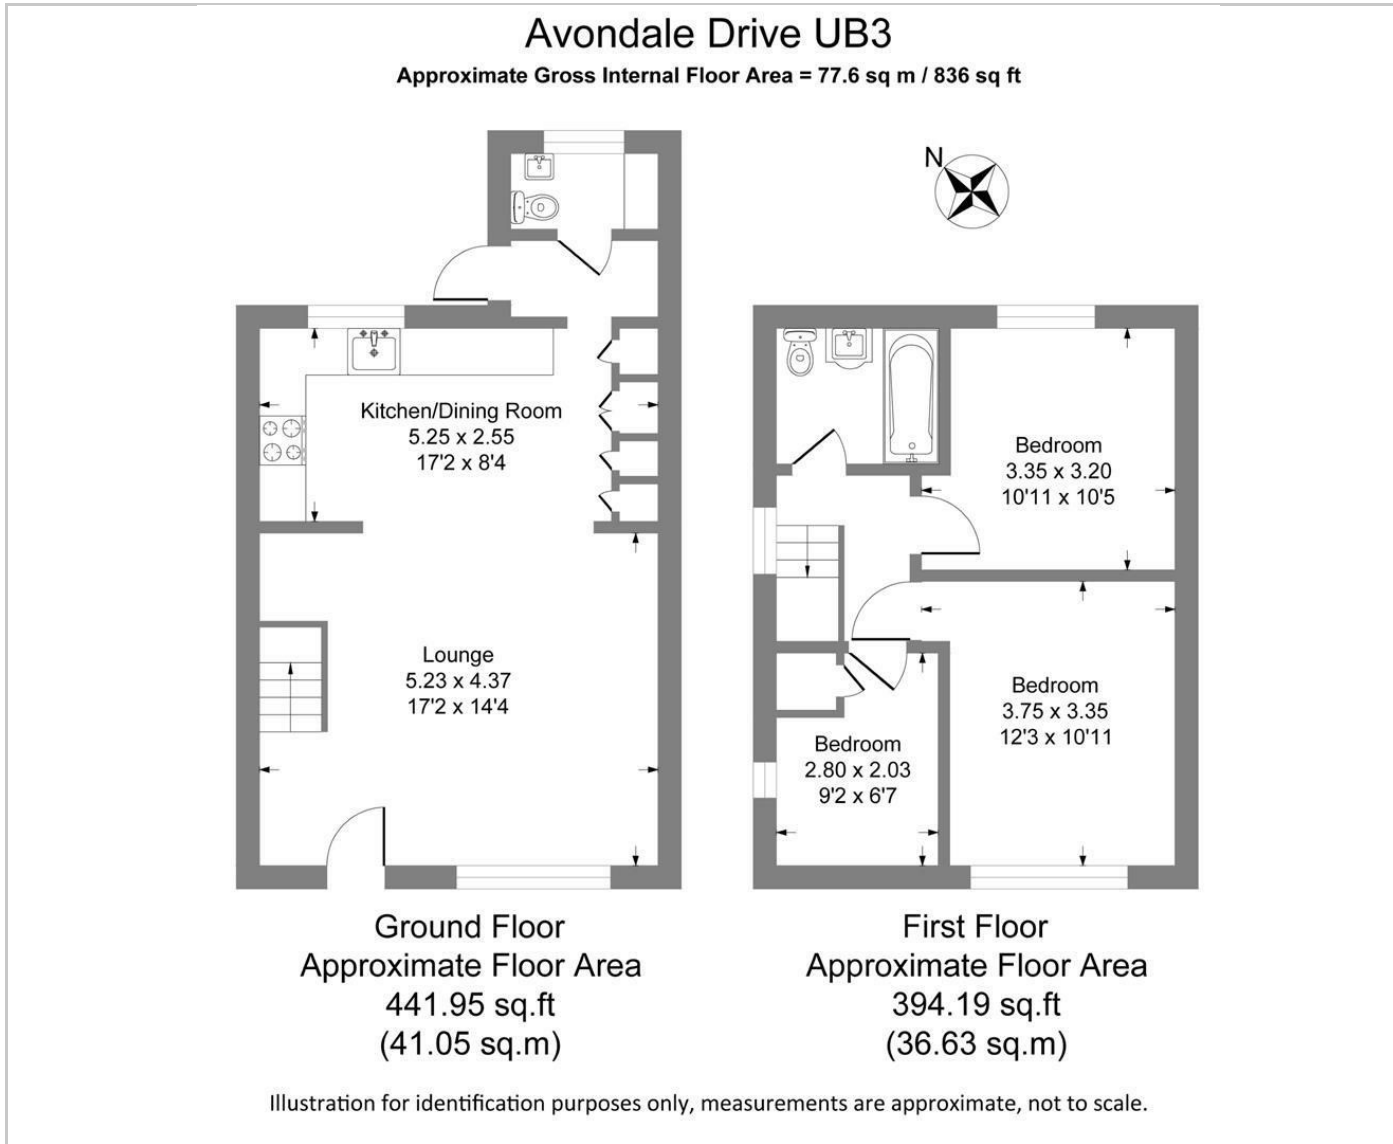 Avondale Drive UB3
Approximate Gross Internal Floor Area = 77.6 sq m / 836 sq ft
N
Kitchen/Dining Room
5.25 x 2.55
17'2 x 8'4
Lounge
5.23 x 4.37
17'2 x 14'4
Bedroom
3.35 x 3.20
10'11 x 10'5
Bedroom
3.75 x 3.35
12'3 x 10'11
Bedroom
2.80 x 2.03
9'2 x 6'7
Ground Floor
Approximate Floor Area
441.95 sq.ft
(41.05 sq.m)
First Floor
Approximate Floor Area
394.19 sq.ft
(36.63 sq.m)
Illustration for identification purposes only, measurements are approximate, not to scale.